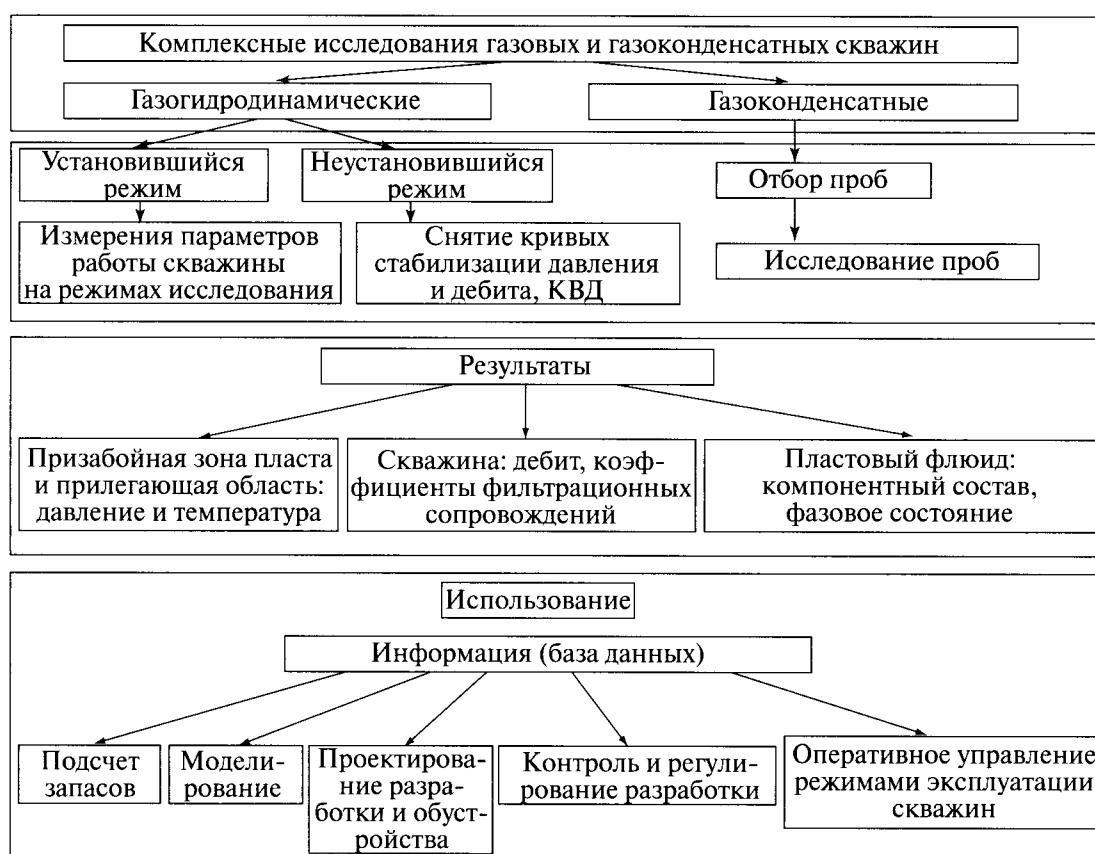 Комплексные исследования газовых и газоконденсатных скважин
Газогидродинамические
Газоконденсатные
Установившийся
режим
Неустановившийся
режим
Отбор проб
Измерения параметров
работы скважины
на режимах исследования
Снятие кривых
стабилизации давления
и дебита, КВД
Исследование проб
Результаты
Призабойная зона пласта
и прилегающая область:
давление и температура
Скважина: дебит, коэф-
фициенты фильтрационных
сопровождений
Пластовый флюид:
компонентный состав,
фазовое состояние
Использование
Информация (база данных)
Подсчет
запасов
Модели-
рование
Проектирова-
ние разра-
ботки и обуст-
ройства
Контроль и регули-
рование разработки
Оперативное управление
режимами эксплуатации
скважин